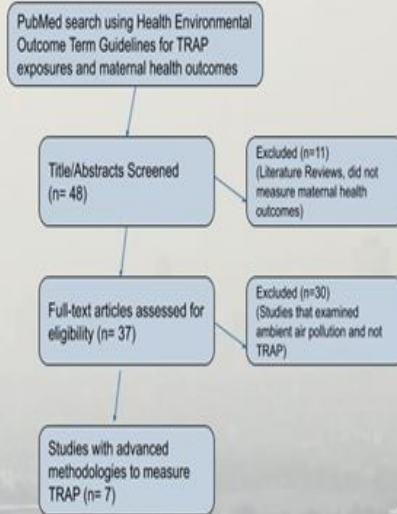 PubMed search using Health Environmental
Outcome Term Guidelines for TRAP
exposures and maternal health outcomes
Title/Abstracts Screened
(n= 48)
Excluded (n=11)
(Literature Reviews, did not
measure maternal health
outcomes)
Full-text articles assessed for
eligibility (n= 37)
Excluded (n=30)
(Studies that examined
ambient air pollution and not
TRAP)
Studies with advanced
methodologies to measure
TRAP (n= 7)